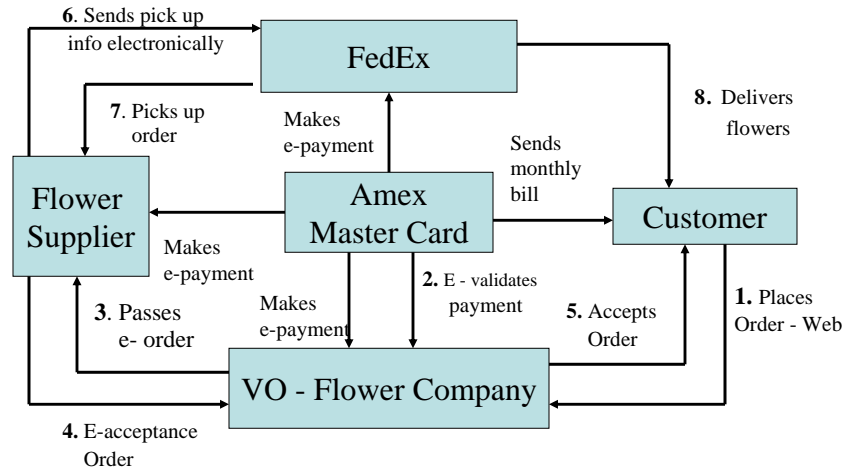 6. Sends pick up
info electronically
FedEx
7. Picks up
order
Makes
e-payment
8. Delivers
flowers
Sends
monthly
bill
Flower
Supplier
Amex
Master Card
Customer
Makes
e-payment
3. Passes
e- order
Makes
e-payment
2. E - validates
payment
5. Accepts
Order
1. Places
Order - Web
VO - Flower Company
4. E-acceptance
Order